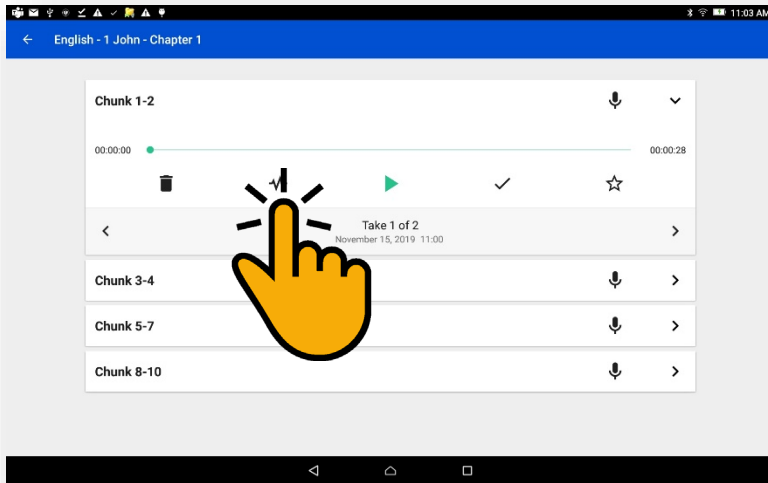 11:03 AM
English - 1 John - Chapter 1
Chunk 1-2
00:00:00
00:00:28
Take 1 of 2
November 15, 2019 11:00
Chunk 3-4
Chunk 5-7
Chunk 8-10